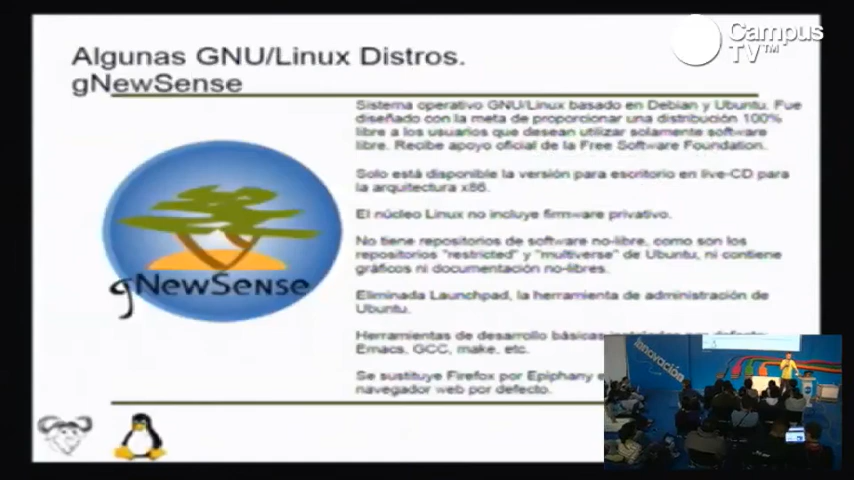 Campus
TV™
Algunas GNU/Linux Distros.
gNewSense
Sistema operativo GNU/Linux basado en Debian y Ubuntu. Fue
diseñado con la meta de proporcionar una distribución 100%
libre a los usuarios que desean utilizar solamente software
libre. Recibe apoyo oficial de la Free Software Foundation.
Solo está disponible la versión para escritorio en live-CD para
la arquitectura x86.
El núcleo Linux no incluye firmware privativo.
No tiene repositorios de software no-libre, como son los
repositorios "restricted" y "multiverse" de Ubuntu, ni contiene
gráficos ni documentación no-libres.
Eliminada Launchpad, la herramienta de administración de
Ubuntu.
Herramientas de desarrollo básicas instaladas por defecto
Emacs, GCC, make, etc.
Se sustituye Firefox por Epiphany
navegador web por defecto.
gNewSense
innovación